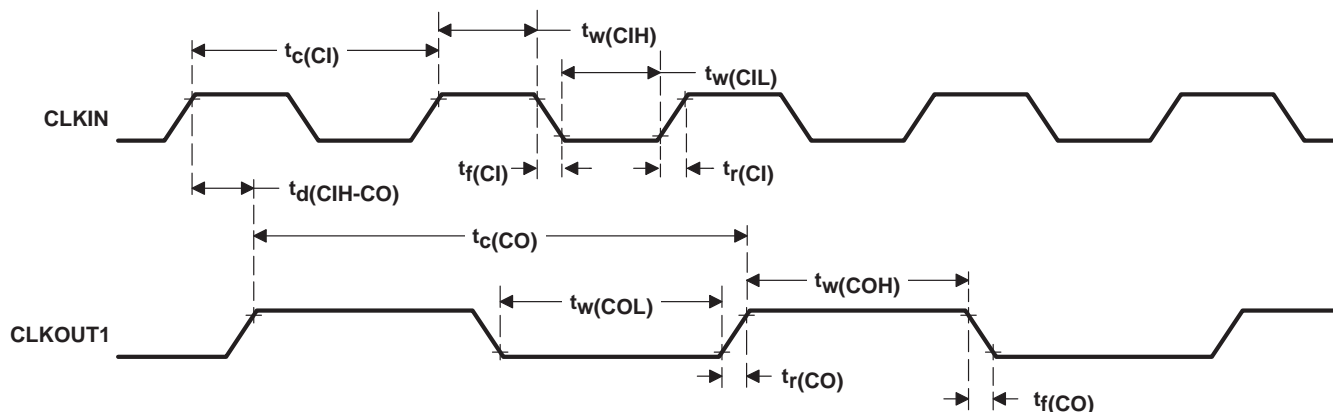 tw(CIH)
tc(CI)
tw(CIL)
CLKIN
tf(CI)
tr(CI)
td(CIH-CO)
tc(CO)
tw(COH)
tw(COL)
CLKOUT1
tr(CO)
tf(CO)